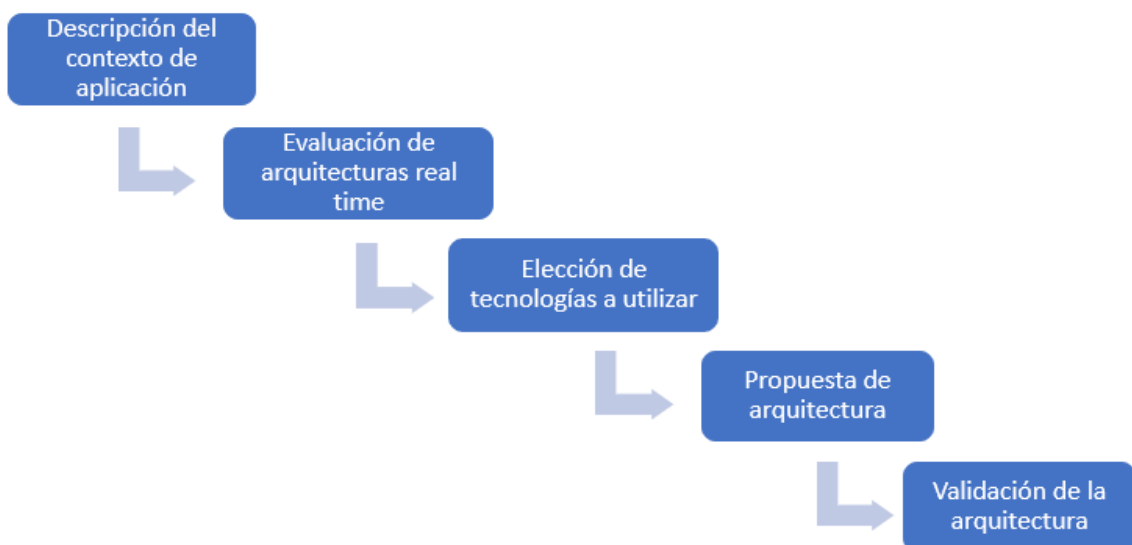 Descripción del
contexto de
aplicación
Evaluación de
arquitecturas real
time
Elección de
tecnologías a utilizar
Propuesta de
arquitectura
Validación de la
arquitectura